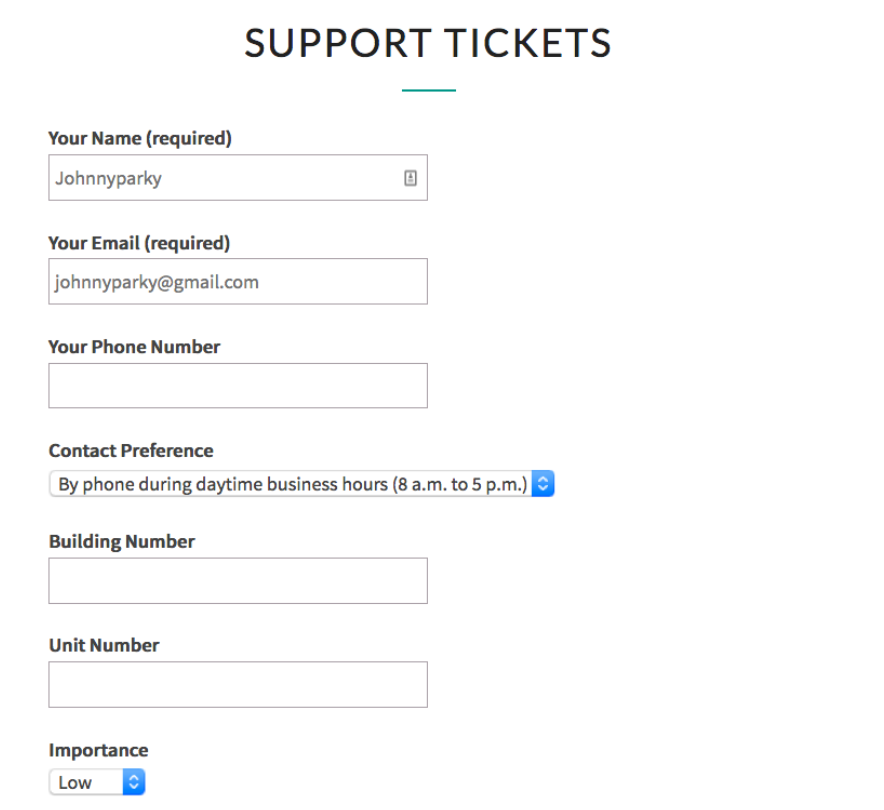 SUPPORT TICKETS
Your Name (required)
Johnnyparky
Your Email (required)
johnnyparky@gmail.com
Your Phone Number
Contact Preference
By phone during daytime business hours (8 a.m. to 5 p.m.)
Building Number
Unit Number
Importance
Low